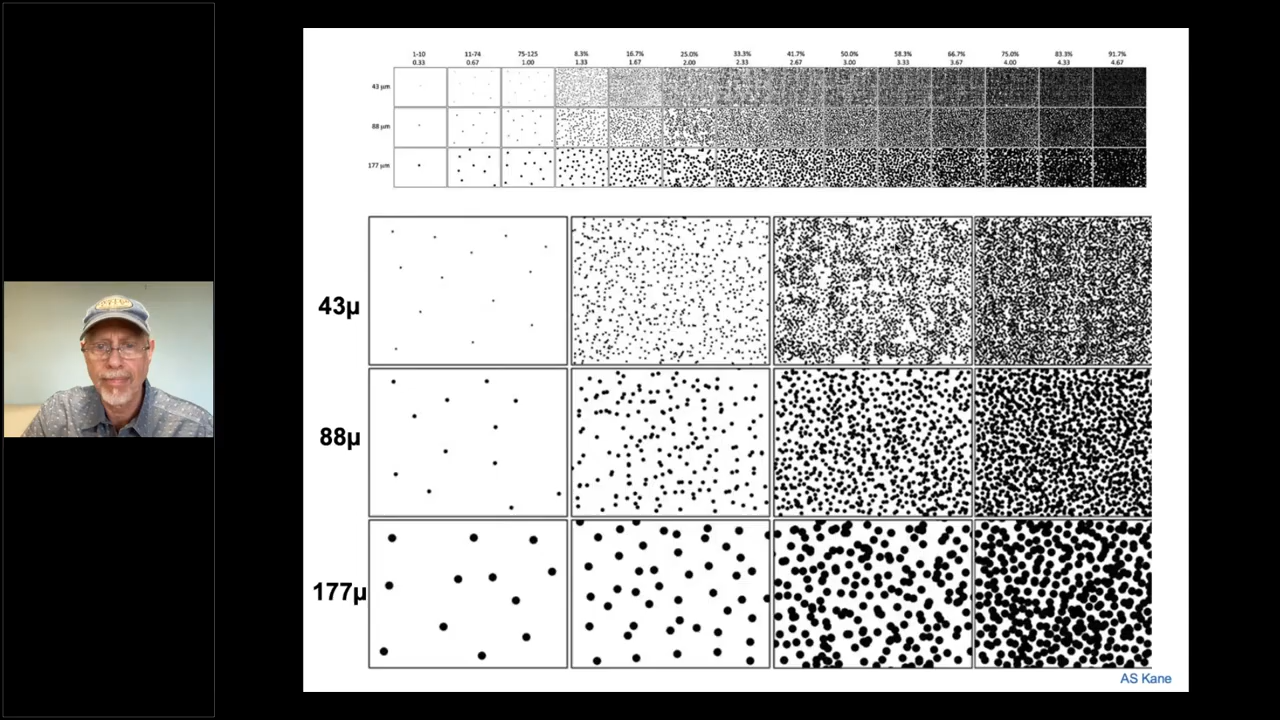 1-10 11-74 75-125 8.3% 16.7% 25.0% 33.3% 41.7% 50.0% 58.3% 66.7% 75.0% 83.3% 91.7%
0.33 0.67 1.00 1.33 1.67 2.00 2.33 2.67 3.00 3.33 3.67 4.00 4.33 4.67
43 µm
88 µm
177 µm
43µ
88µ
177µ
AS Kane